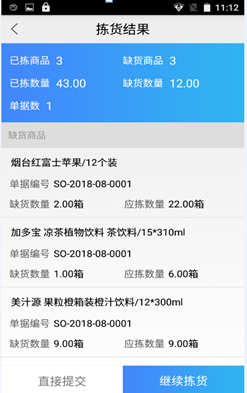 11:12
拣货结果
已拣商品 3 缺货商品 3
已拣数量 43.00 缺货数量 12.00
单据数 1
缺货商品
烟台红富士苹果/12个装
单据编号 SO-2018-08-0001
缺货数量 2.00箱 应拣数量 22.00箱
加多宝 凉茶植物饮料 茶饮料/15*310ml
单据编号 SO-2018-08-0001
缺货数量 1.00箱 应拣数量 6.00箱
美汁源 果粒橙箱装橙汁饮料/12*300ml
单据编号 SO-2018-08-0001
缺货数量 9.00箱 应拣数量 9.00箱
直接提交 继续拣货